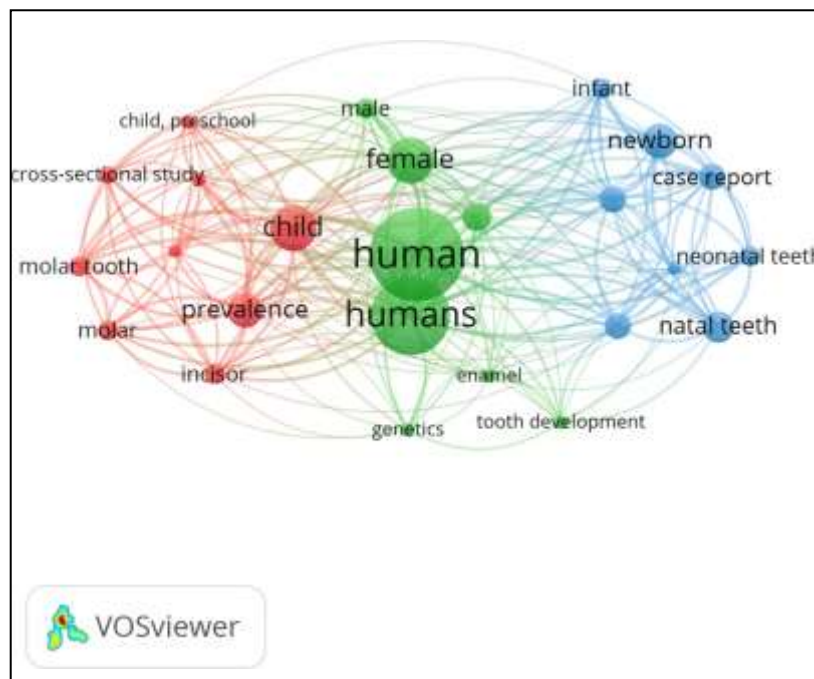 infant
male
child, preschool
newborn
female
cross-sectional study
case report
child
human
neonatal teeth
molar tooth
prevalence
humans
natal teeth
molar
incisor
enamel
tooth development
genetics
VOSviewer